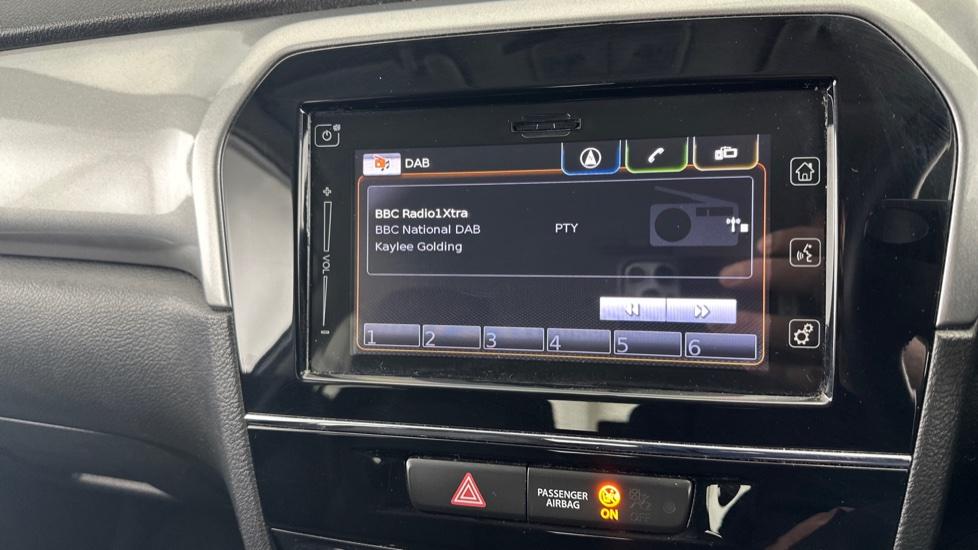 DAB
BBC Radio1Xtra
BBC National DAB
PTY
Kaylee Golding
+
VOL
−
1 2 3 4 5 6
PASSENGER
AIRBAG
ON
OFF